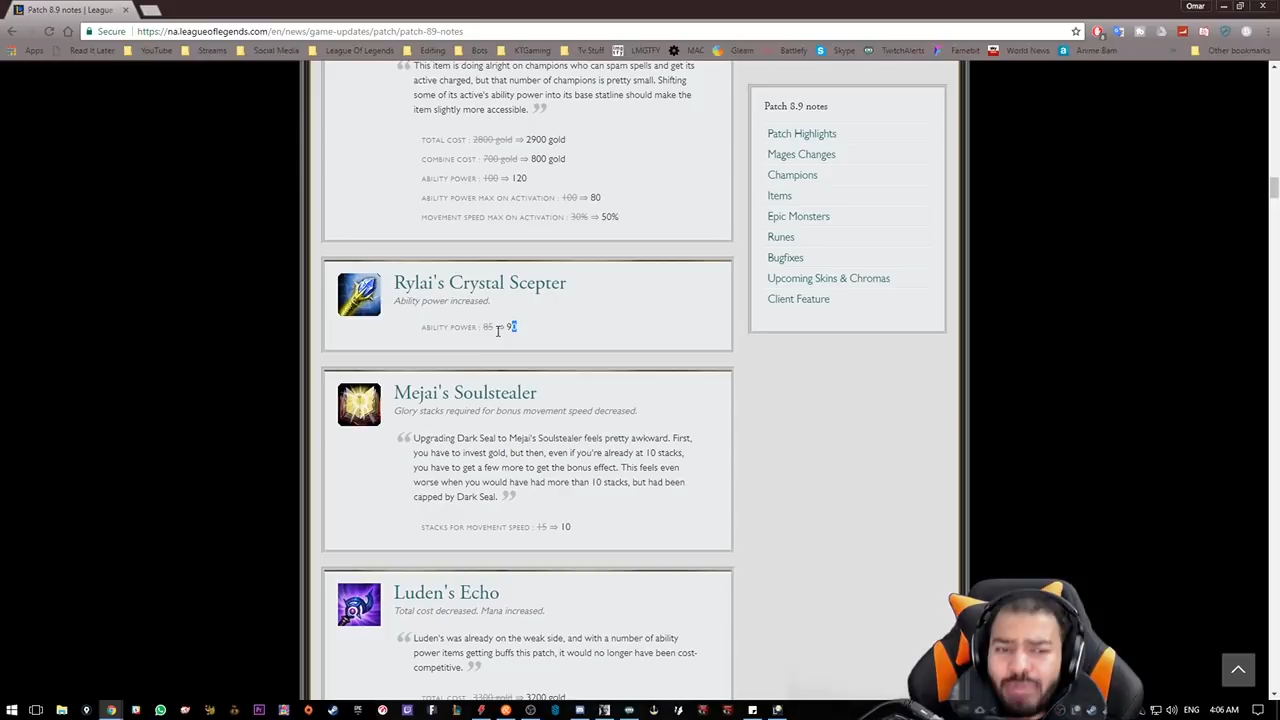 Patch 8.9 notes | League
Omar
Secure https://na.leagueoflegends.com/en/news/game-updates/patch/patch-89-notes
Apps Read It Later YouTube Streams Social Media League Of Legends Editing Bots KTGaming Tv Stuff LMGTFY MAC Gleam Battlefy Skype TwitchAlerts Famebit World News Anime Bam Other bookmarks
This item is doing alright on champions who can spam spells and get its
active charged, but that number of champions is pretty small. Shifting
some of its active's ability power into its base statline should make the
item slightly more accessible.
TOTAL COST : 2800 gold ⇒ 2900 gold
COMBINE COST : 700 gold ⇒ 800 gold
ABILITY POWER : 100 ⇒ 120
ABILITY POWER MAX ON ACTIVATION : 100 ⇒ 80
MOVEMENT SPEED MAX ON ACTIVATION : 30% ⇒ 50%
Rylai's Crystal Scepter
Ability power increased.
ABILITY POWER : 85 ⇒ 90
Mejai's Soulstealer
Glory stacks required for bonus movement speed decreased.
Upgrading Dark Seal to Mejai's Soulstealer feels pretty awkward. First,
you have to invest gold, but then, even if you're already at 10 stacks,
you have to get a few more to get the bonus effect. This feels even
worse when you would have had more than 10 stacks, but had been
capped by Dark Seal.
STACKS FOR MOVEMENT SPEED : 15 ⇒ 10
Luden's Echo
Total cost decreased. Mana increased.
Luden's was already on the weak side, and with a number of ability
power items getting buffs this patch, it would no longer have been cost-
competitive.
TOTAL COST : 3300 gold ⇒ 3200 gold
Patch 8.9 notes
Patch Highlights
Mages Changes
Champions
Items
Epic Monsters
Runes
Bugfixes
Upcoming Skins & Chromas
Client Feature
ENG 4:06 AM